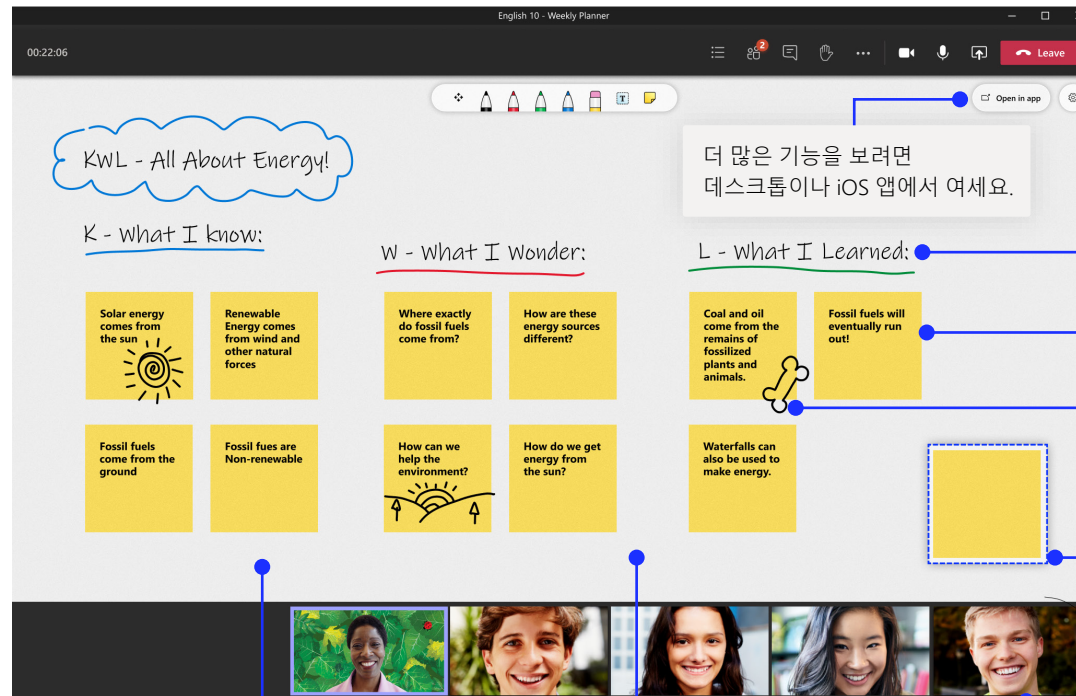 English 10 - Weekly Planner
00:22:06
2
Leave
T
Open in app
더 많은 기능을 보려면
데스크톱이나 iOS 앱에서 여세요.
KWL - All About Energy!
K - What I know:
W - What I Wonder:
L - What I Learned:
Solar energy
comes from
the sun
Renewable
Energy comes
from wind and
other natural
forces
Fossil fuels
come from the
ground
Fossil fues are
Non-renewable
Where exactly
do fossil fuels
come from?
How are these
energy sources
different?
How can we
help the
environment?
How do we get
energy from
the sun?
Coal and oil
come from the
remains of
fossilized
plants and
animals.
Fossil fuels will
eventually run
out!
Waterfalls can
also be used to
make energy.